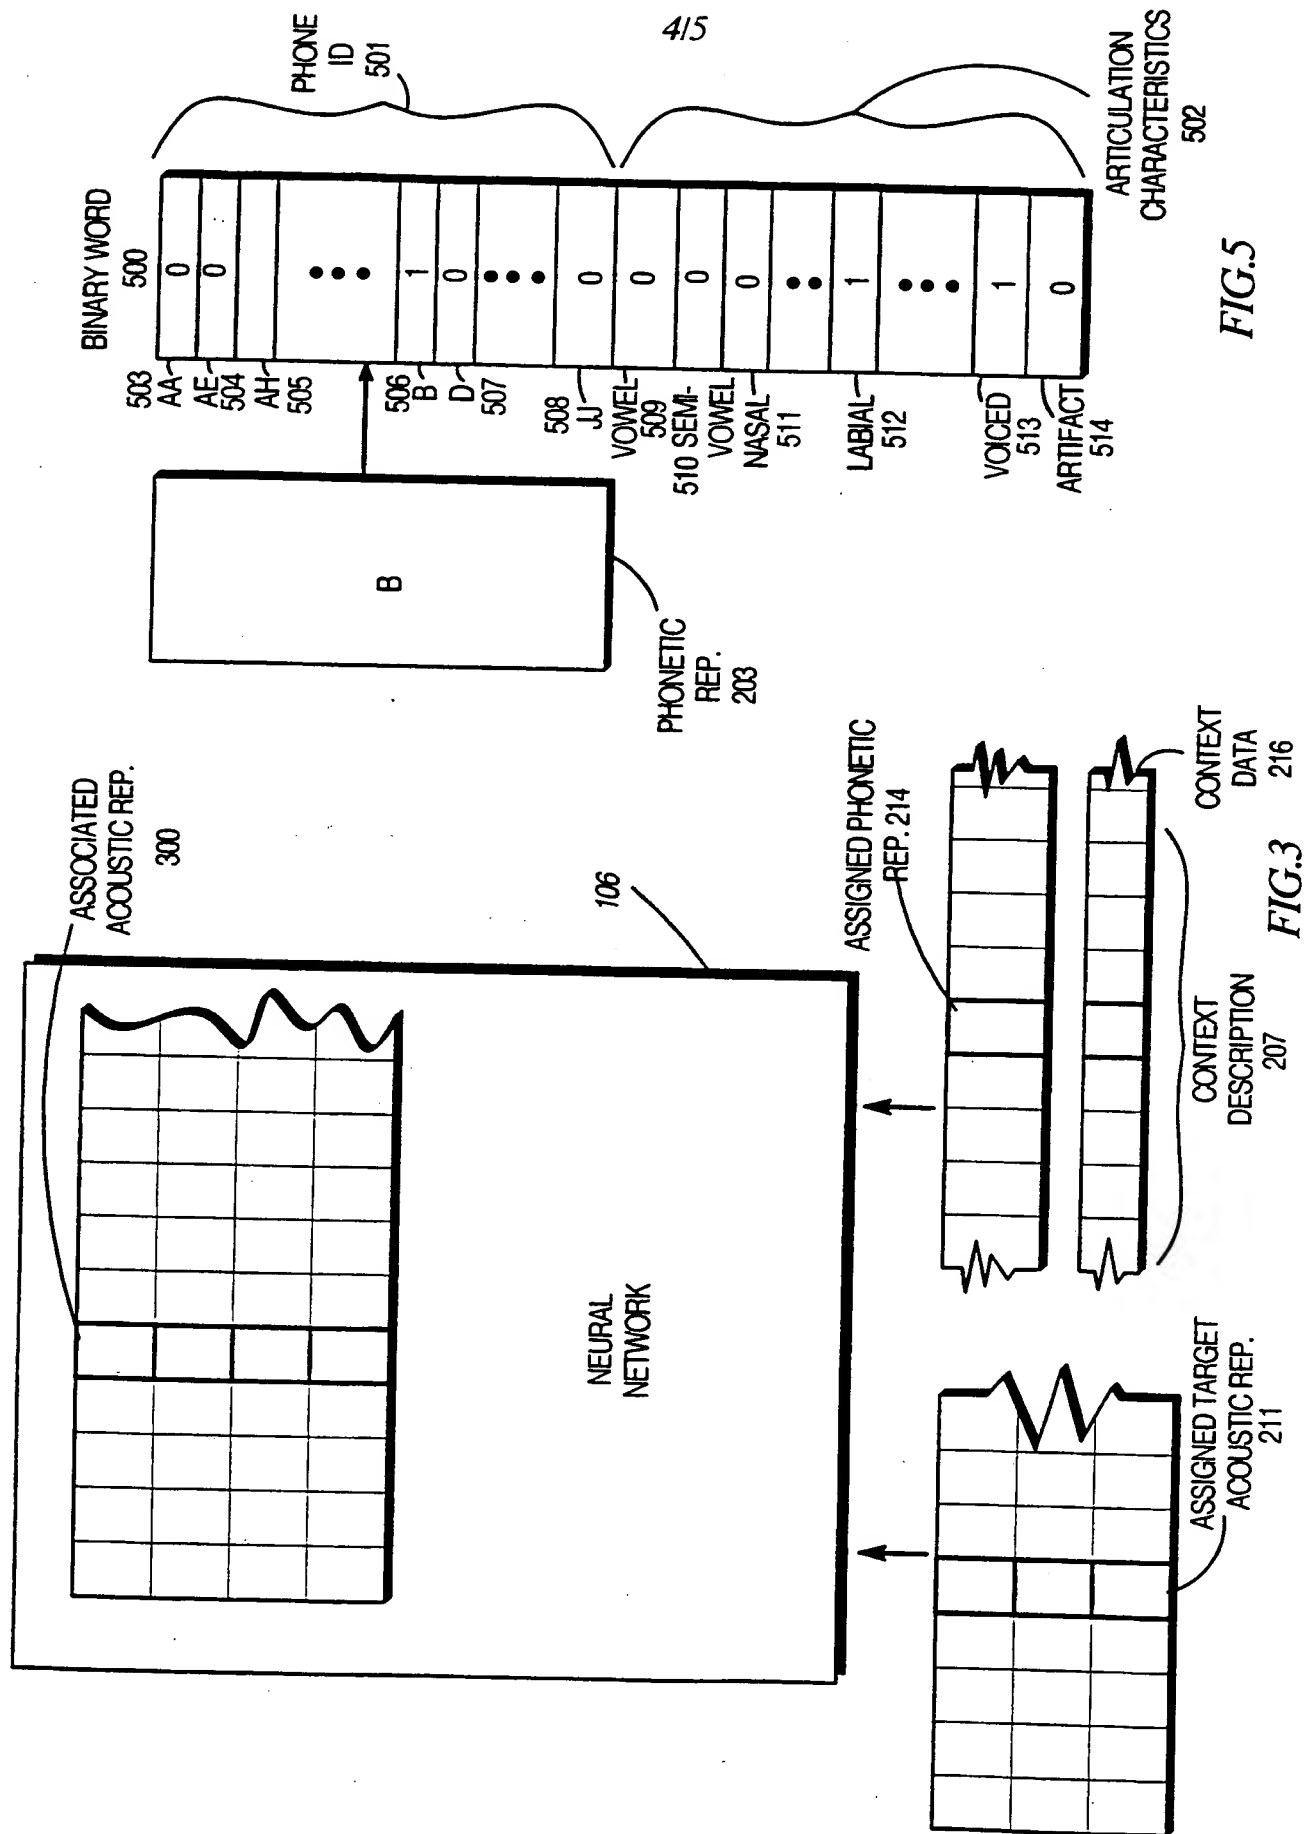 4/5
ASSOCIATED
ACOUSTIC REP.
300
106
NEURAL
NETWORK
ASSIGNED PHONETIC
REP. 214
CONTEXT
DATA
216
CONTEXT
DESCRIPTION
207
ASSIGNED TARGET
ACOUSTIC REP.
211
FIG.3
PHONETIC
REP.
203
B
BINARY WORD
500
503
AA
0
AE
504
0
AH
505
506
B
1
D
507
0
508
JJ
0
VOWEL
509
0
510 SEMI-
VOWEL
0
NASAL
511
0
LABIAL
512
1
VOICED
513
1
ARTIFACT
514
0
PHONE
ID
501
ARTICULATION
CHARACTERISTICS
502
FIG.5